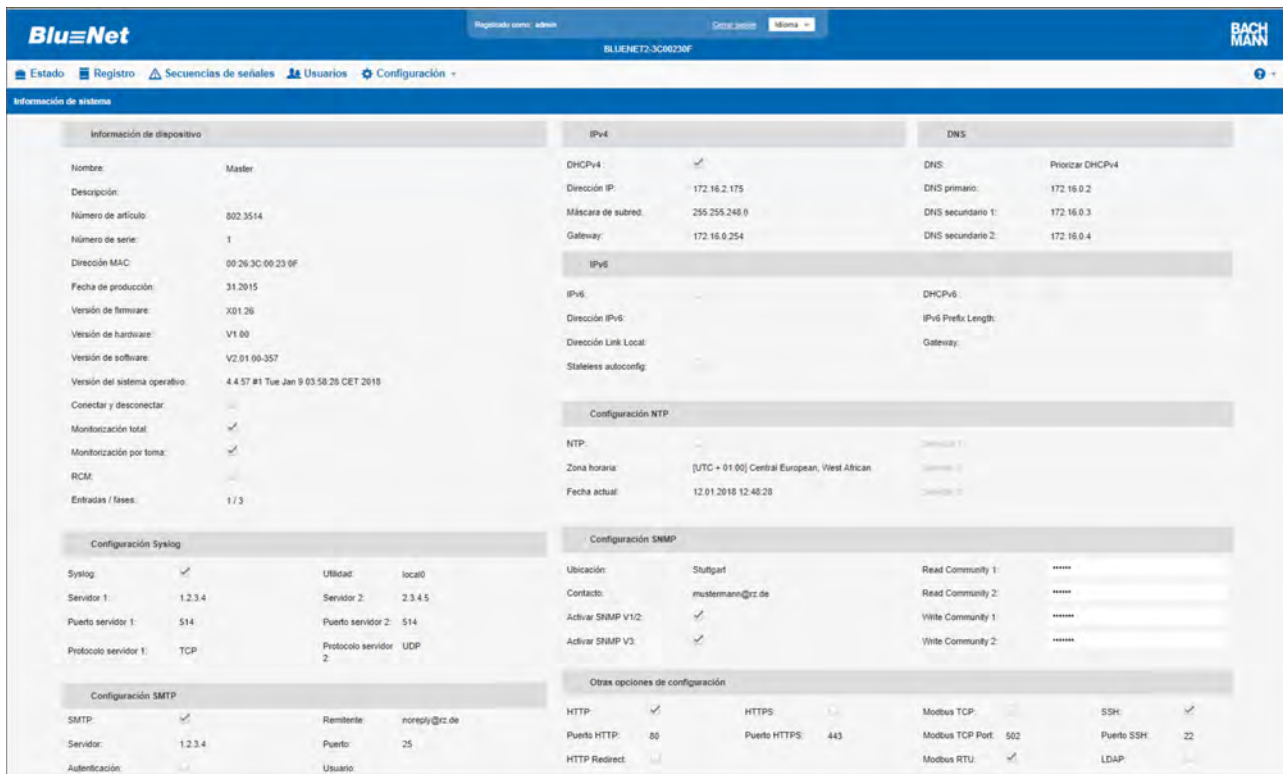 Blu≡Net
Registrado como: admin
Cerrar sesión
Idioma
BLUENET2-3C00230F
BACH
MANN
Estado Registro Secuencias de señales Usuarios Configuración
Información de sistema
Información de dispositivo
Nombre: Master
Descripción:
Número de artículo: 802.3514
Número de serie: 1
Dirección MAC: 00:26:3C:00:23:0F
Fecha de producción: 31.2015
Versión de firmware: X01.26
Versión de hardware: V1.00
Versión de software: V2.01.00-357
Versión del sistema operativo: 4.4.57 #1 Tue Jan 9 03:58:28 CET 2018
Conectar y desconectar:
Monitorización total:
Monitorización por toma:
RCM:
Entradas / fases: 1 / 3
IPv4
DHCPv4:
Dirección IP: 172.16.2.175
Máscara de subred: 255.255.248.0
Gateway: 172.16.0.254
DNS
DNS: Priorizar DHCPv4
DNS primario: 172.16.0.2
DNS secundario 1: 172.16.0.3
DNS secundario 2: 172.16.0.4
IPv6
IPv6: DHCPv6:
Dirección IPv6: IPv6 Prefix Length:
Dirección Link Local: Gateway:
Stateless autoconfig:
Configuración NTP
NTP: Servidor 1:
Zona horaria: [UTC + 01:00] Central European, West African Servidor 2:
Fecha actual: 12.01.2018 12:48:28 Servidor 3:
Configuración Syslog
Syslog: Utilidad: local0
Servidor 1: 1.2.3.4 Servidor 2: 2.3.4.5
Puerto servidor 1: 514 Puerto servidor 2: 514
Protocolo servidor 1: TCP Protocolo servidor UDP
2:
Configuración SNMP
Ubicación: Stuttgart Read Community 1: ••••••
Contacto: mustermann@rz.de Read Community 2: ••••••
Activar SNMP V1/2: Write Community 1: •••••••
Activar SNMP V3: Write Community 2: •••••••
Configuración SMTP
SMTP: Remitente: noreply@rz.de
Servidor: 1.2.3.4 Puerto: 25
Autenticación: Usuario:
Otras opciones de configuración
HTTP: HTTPS: Modbus TCP: SSH:
Puerto HTTP: 80 Puerto HTTPS: 443 Modbus TCP Port: 502 Puerto SSH: 22
HTTP Redirect: Modbus RTU: LDAP: